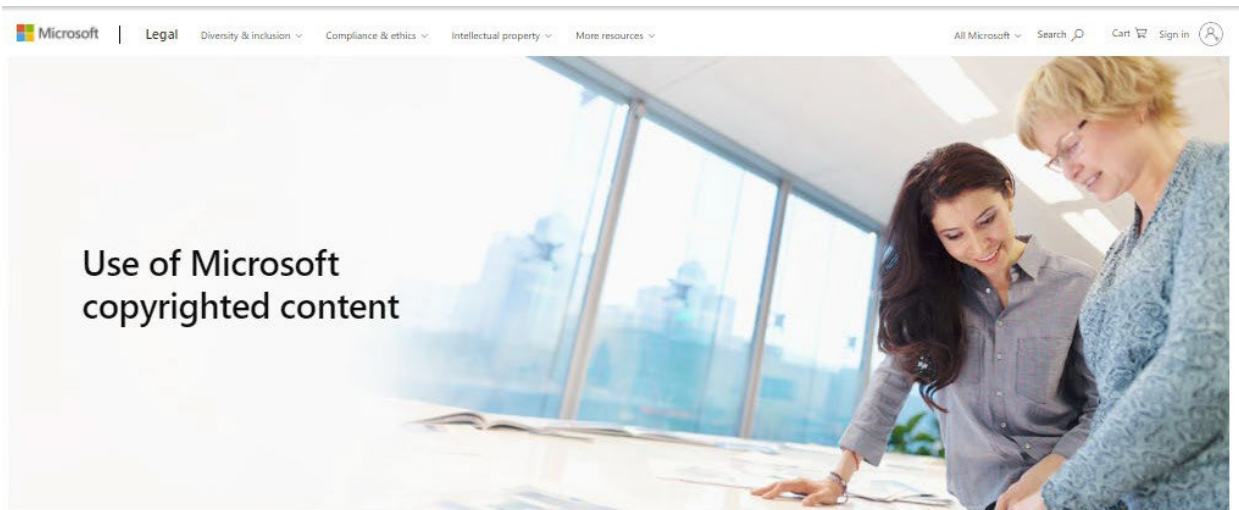 Microsoft Legal Diversity & inclusion Compliance & ethics Intellectual property More resources All Microsoft Search Cart Sign in
Use of Microsoft
copyrighted content